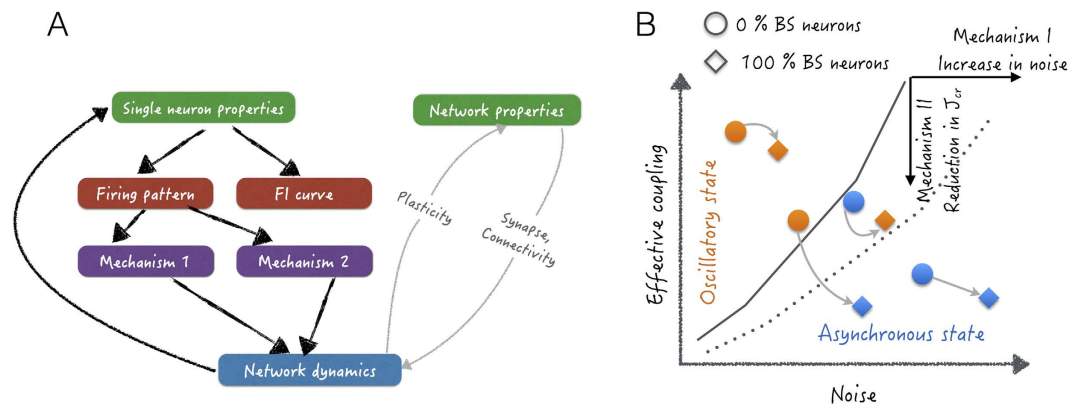 A
Single neuron properties
Network properties
Firing pattern
FI curve
Mechanism 1
Mechanism 2
Plasticity
Synapse,
Connectivity
Network dynamics
B
0 % BS neurons
100 % BS neurons
Mechanism I
Increase in noise
Mechanism II
Reduction in Jcr
Effective coupling
Oscillatory state
Asynchronous state
Noise